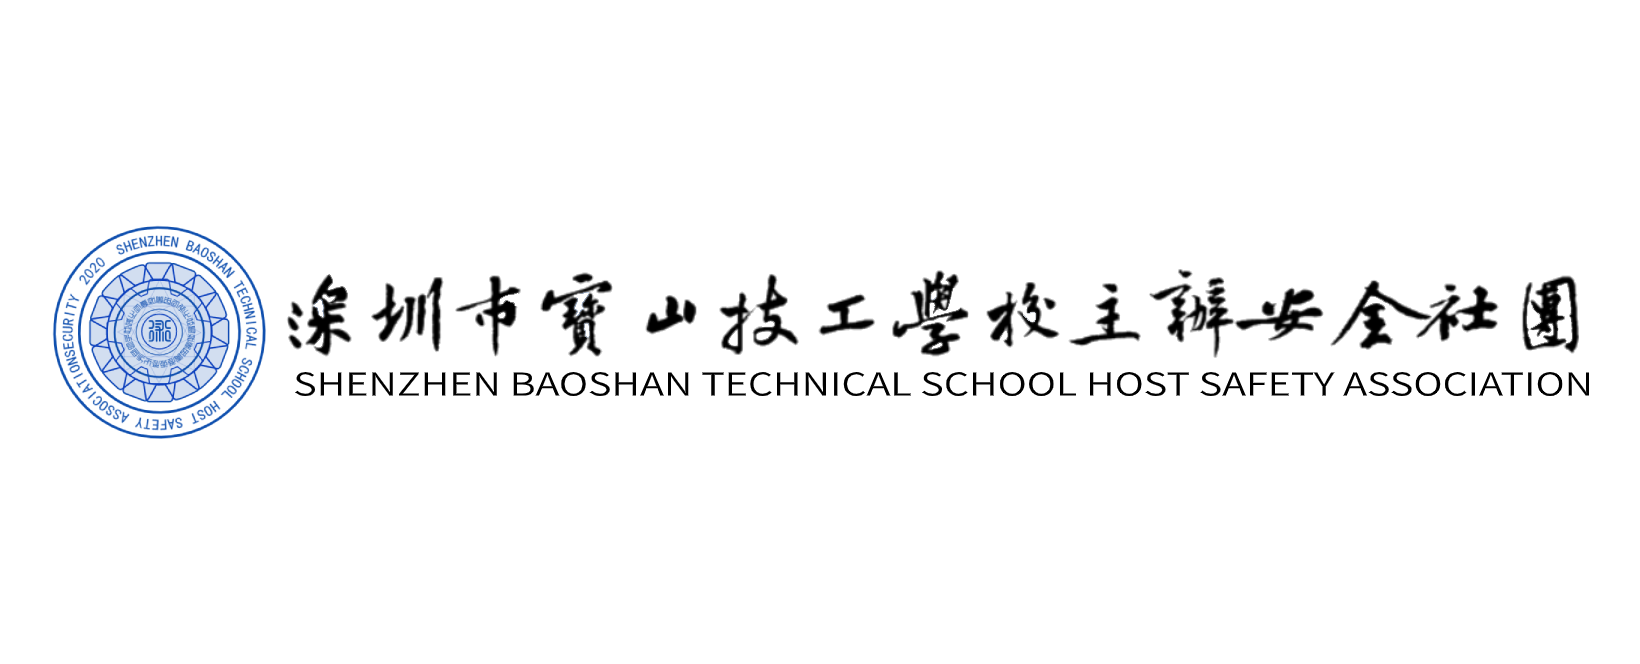 SHENZHEN BAOSHAN TECHNICAL SCHOOL HOST SAFETY ASSOCIATIONSECURITY 2020
深圳市寶山技工學校主辦安全社團
SHENZHEN BAOSHAN TECHNICAL SCHOOL HOST SAFETY ASSOCIATION